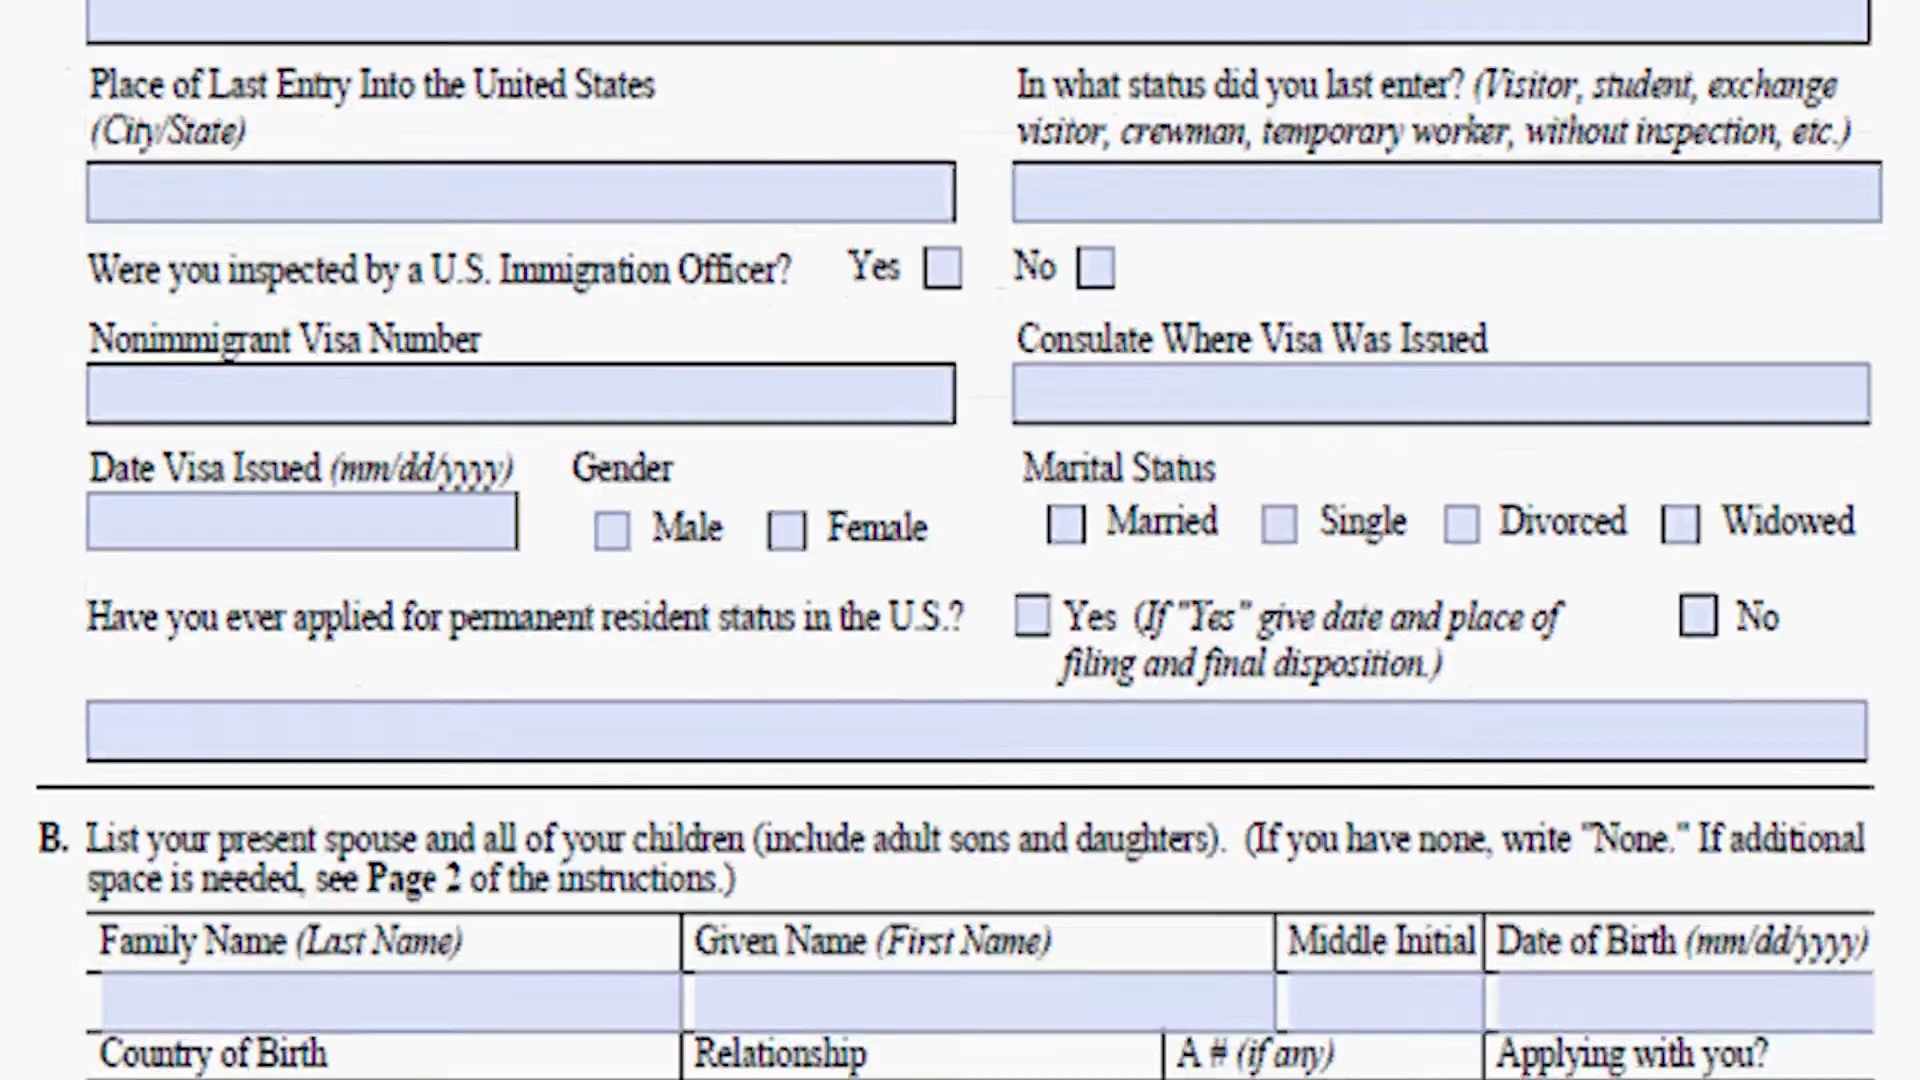 Place of Last Entry Into the United States
(City/State)
In what status did you last enter? (Visitor, student, exchange
visitor, crewman, temporary worker, without inspection, etc.)
Were you inspected by a U.S. Immigration Officer? Yes No
Nonimmigrant Visa Number
Consulate Where Visa Was Issued
Date Visa Issued (mm/dd/yyyy)
Gender
Male Female
Marital Status
Married Single Divorced Widowed
Have you ever applied for permanent resident status in the U.S.?
Yes (If "Yes" give date and place of
filing and final disposition.)
No
B. List your present spouse and all of your children (include adult sons and daughters). (If you have none, write "None." If additional
space is needed, see Page 2 of the instructions.)
Family Name (Last Name) Given Name (First Name) Middle Initial Date of Birth (mm/dd/yyyy)
Country of Birth Relationship A # (if any) Applying with you?